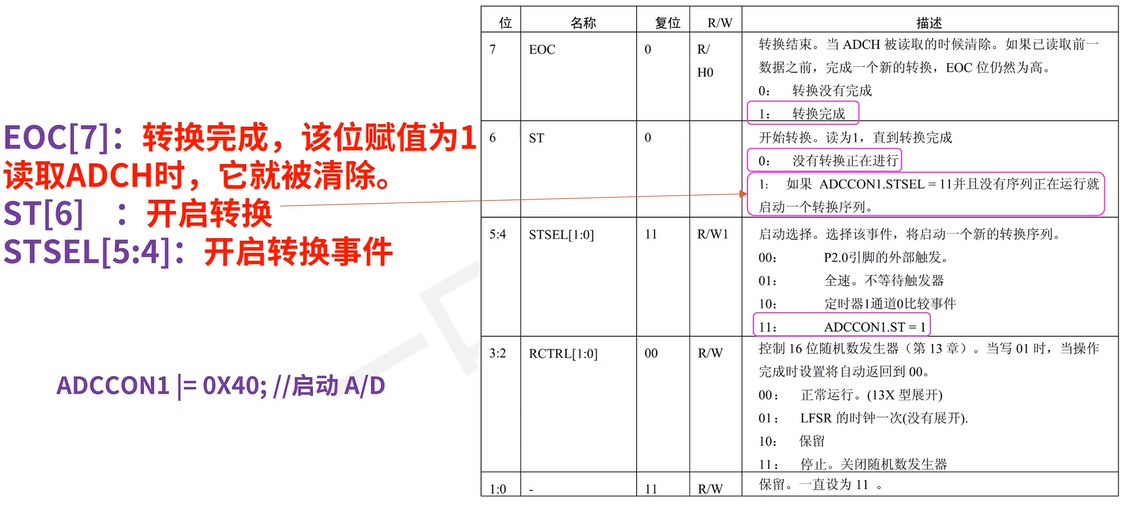 EOC[7]：转换完成，该位赋值为1
读取ADCH时，它就被清除。
ST[6] ：开启转换
STSEL[5:4]：开启转换事件
ADCCON1 |= 0X40; //启动 A/D
位 名称 复位 R/W 描述
7 EOC 0 R/ 转换结束。当 ADCH 被读取的时候清除。如果已读取前一
H0 数据之前，完成一个新的转换，EOC 位仍然为高。
0： 转换没有完成
1： 转换完成
6 ST 0 开始转换。读为1，直到转换完成
0： 没有转换正在进行
1： 如果 ADCCON1.STSEL = 11并且没有序列正在运行就
启动一个转换序列。
5:4 STSEL[1:0] 11 R/W1 启动选择。选择该事件，将启动一个新的转换序列。
00： P2.0引脚的外部触发。
01： 全速。不等待触发器
10： 定时器1通道0比较事件
11： ADCCON1.ST = 1
3:2 RCTRL[1:0] 00 R/W 控制 16 位随机数发生器（第 13 章）。当写 01 时，当操作
完成时设置将自动返回到 00。
00： 正常运行。(13X 型展开)
01： LFSR 的时钟一次(没有展开).
10： 保留
11： 停止。关闭随机数发生器
1:0 - 11 R/W 保留。一直设为 11 。